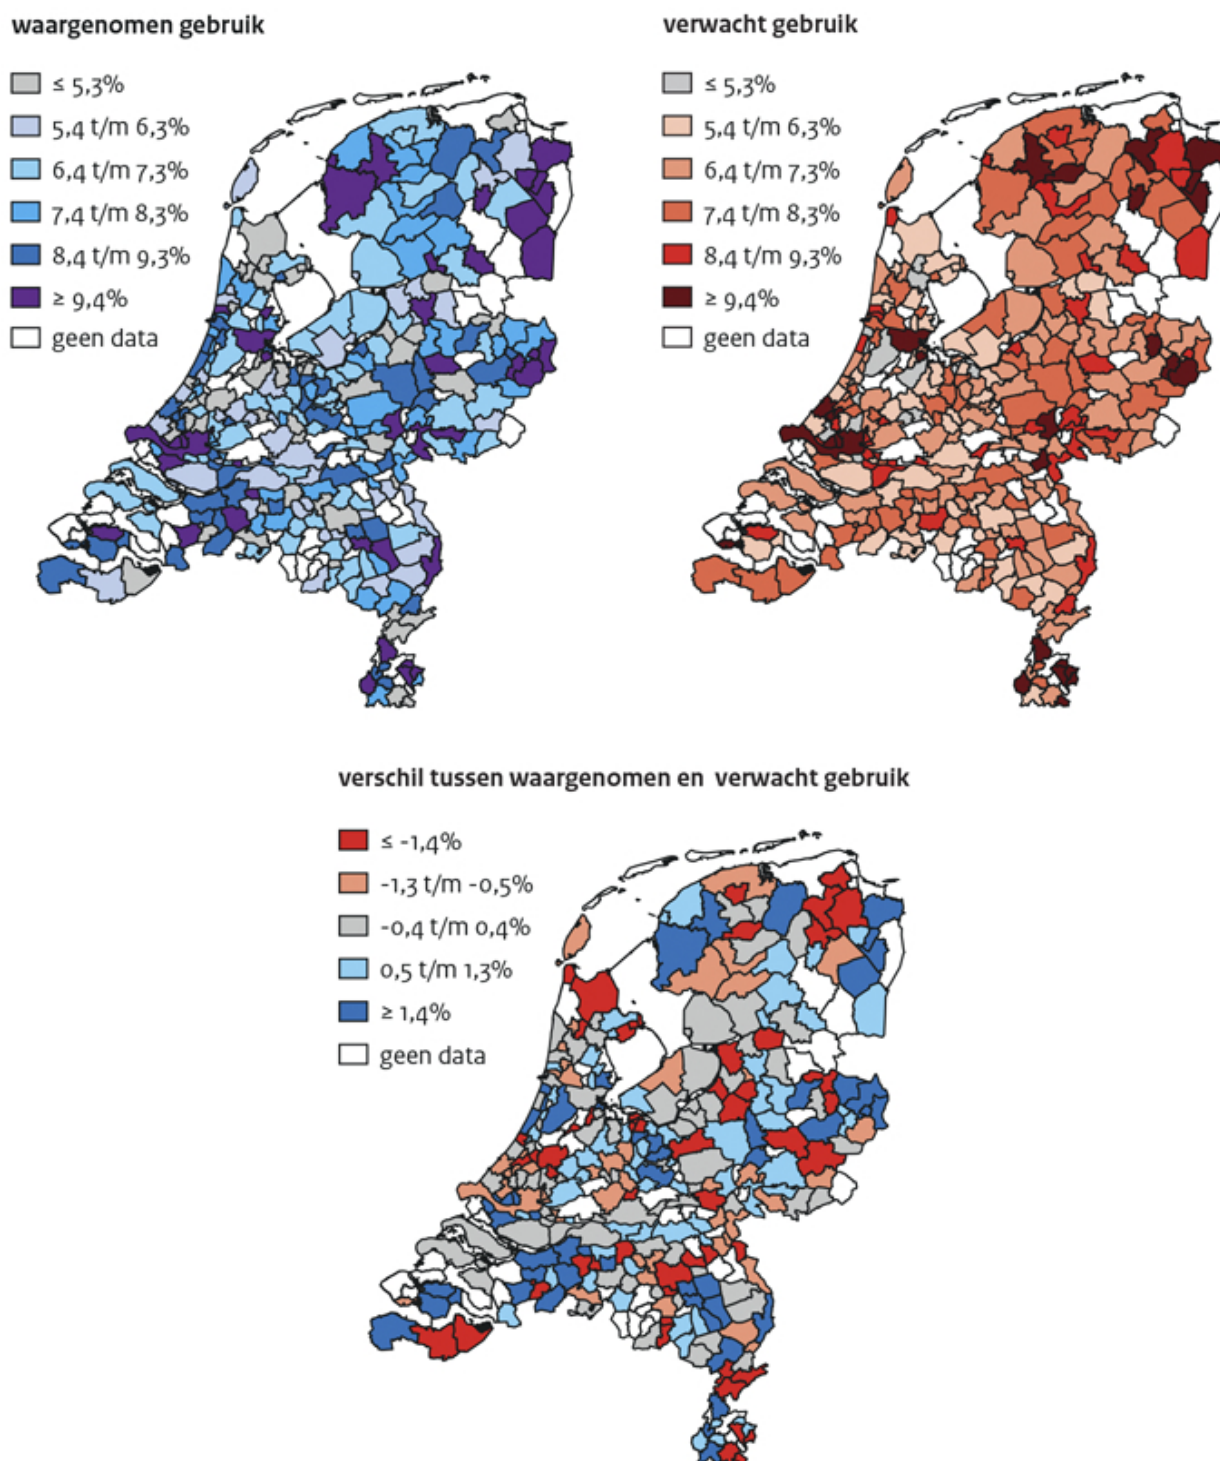 waargenomen gebruik
≤ 5,3%
5,4 t/m 6,3%
6,4 t/m 7,3%
7,4 t/m 8,3%
8,4 t/m 9,3%
≥ 9,4%
geen data
verwacht gebruik
≤ 5,3%
5,4 t/m 6,3%
6,4 t/m 7,3%
7,4 t/m 8,3%
8,4 t/m 9,3%
≥ 9,4%
geen data
verschil tussen waargenomen en verwacht gebruik
≤ -1,4%
-1,3 t/m -0,5%
-0,4 t/m 0,4%
0,5 t/m 1,3%
≥ 1,4%
geen data